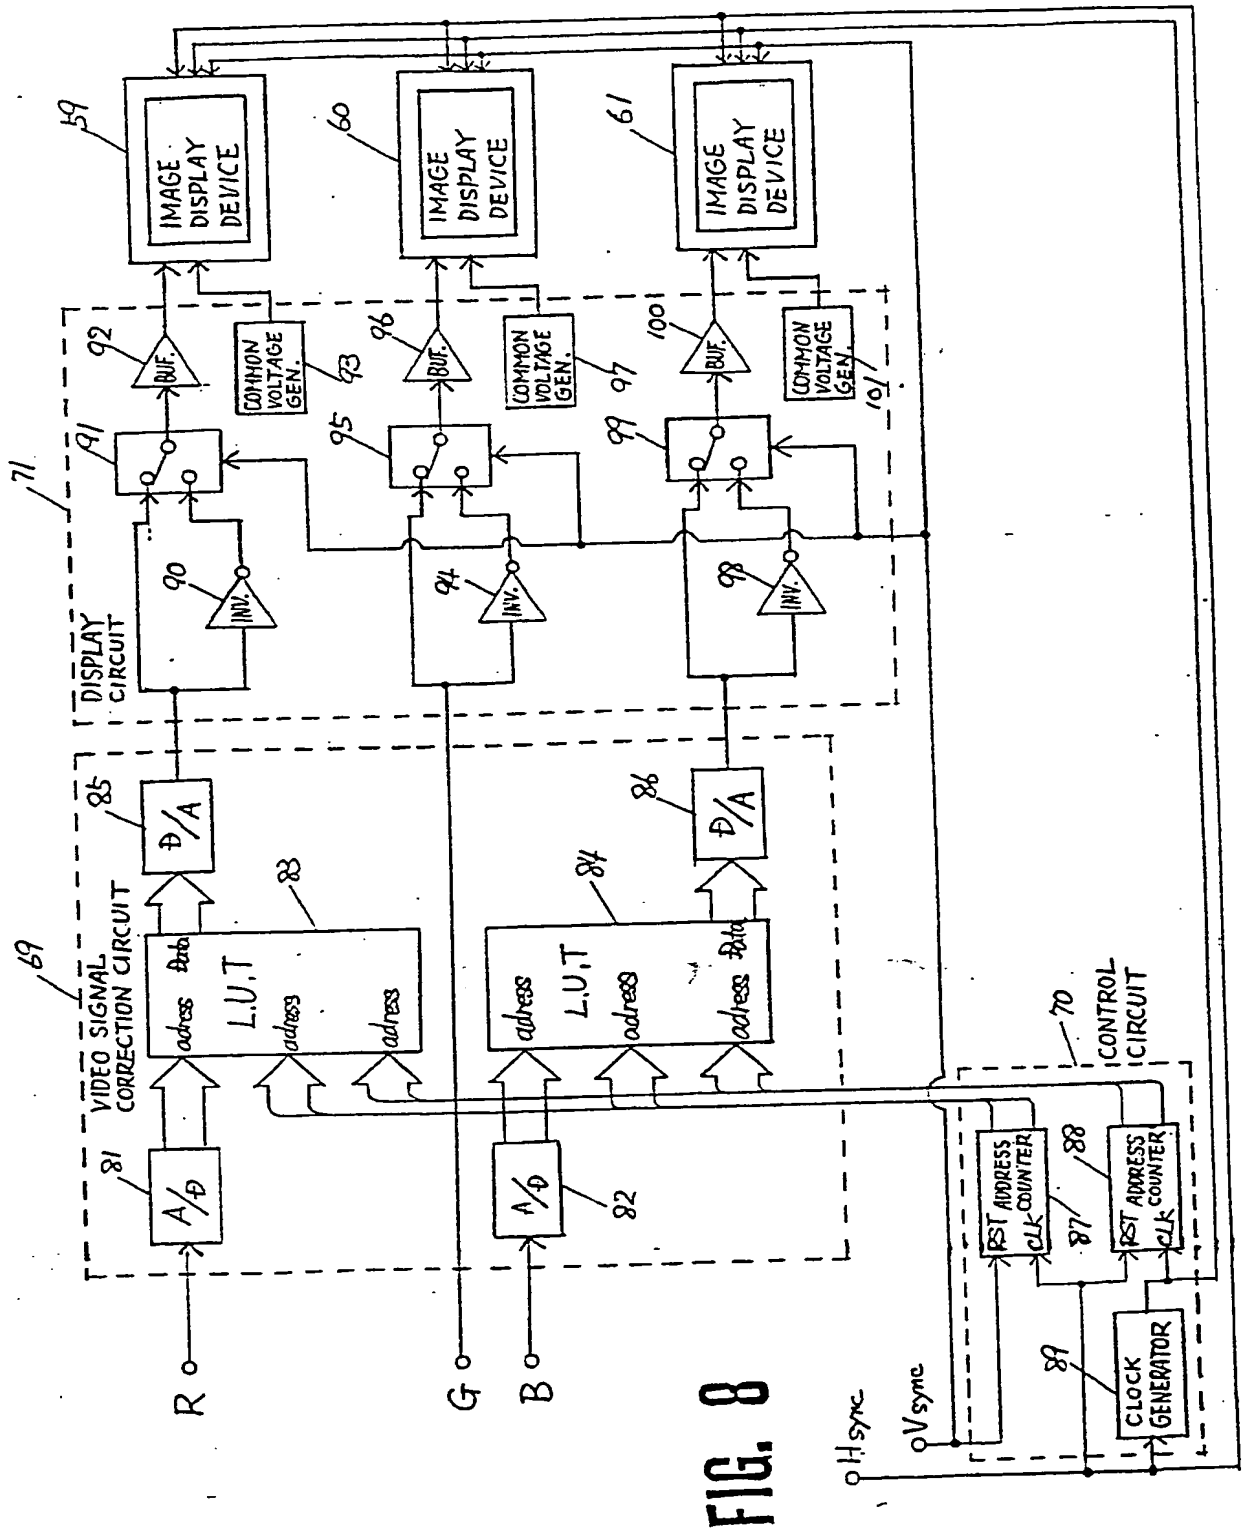 FIG. 8
R
G
B
Hsync
Vsync
69
VIDEO SIGNAL
CORRECTION CIRCUIT
81
A/D
82
A/D
adress
Data
L.U.T
adress
adress
83
adress
L.U.T
adress
adress
Data
84
85
D/A
86
D/A
70
CONTROL
CIRCUIT
RST ADDRESS
CLK COUNTER
87
RST ADDRESS
CLK COUNTER
88
89
CLOCK
GENERATOR
71
DISPLAY
CIRCUIT
90
INV.
91
92
BUF.
COMMON
VOLTAGE
GEN.
93
94
INV.
95
96
BUF.
COMMON
VOLTAGE
GEN.
97
98
INV.
99
100
BUF.
COMMON
VOLTAGE
GEN.
101
59
IMAGE
DISPLAY
DEVICE
60
IMAGE
DISPLAY
DEVICE
61
IMAGE
DISPLAY
DEVICE